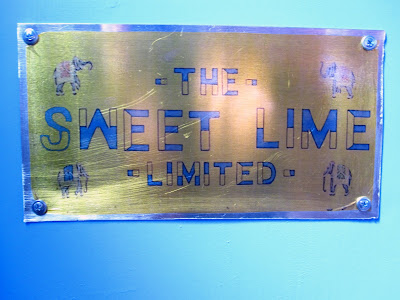 - THE -
SWEET LIME
- LIMITED -